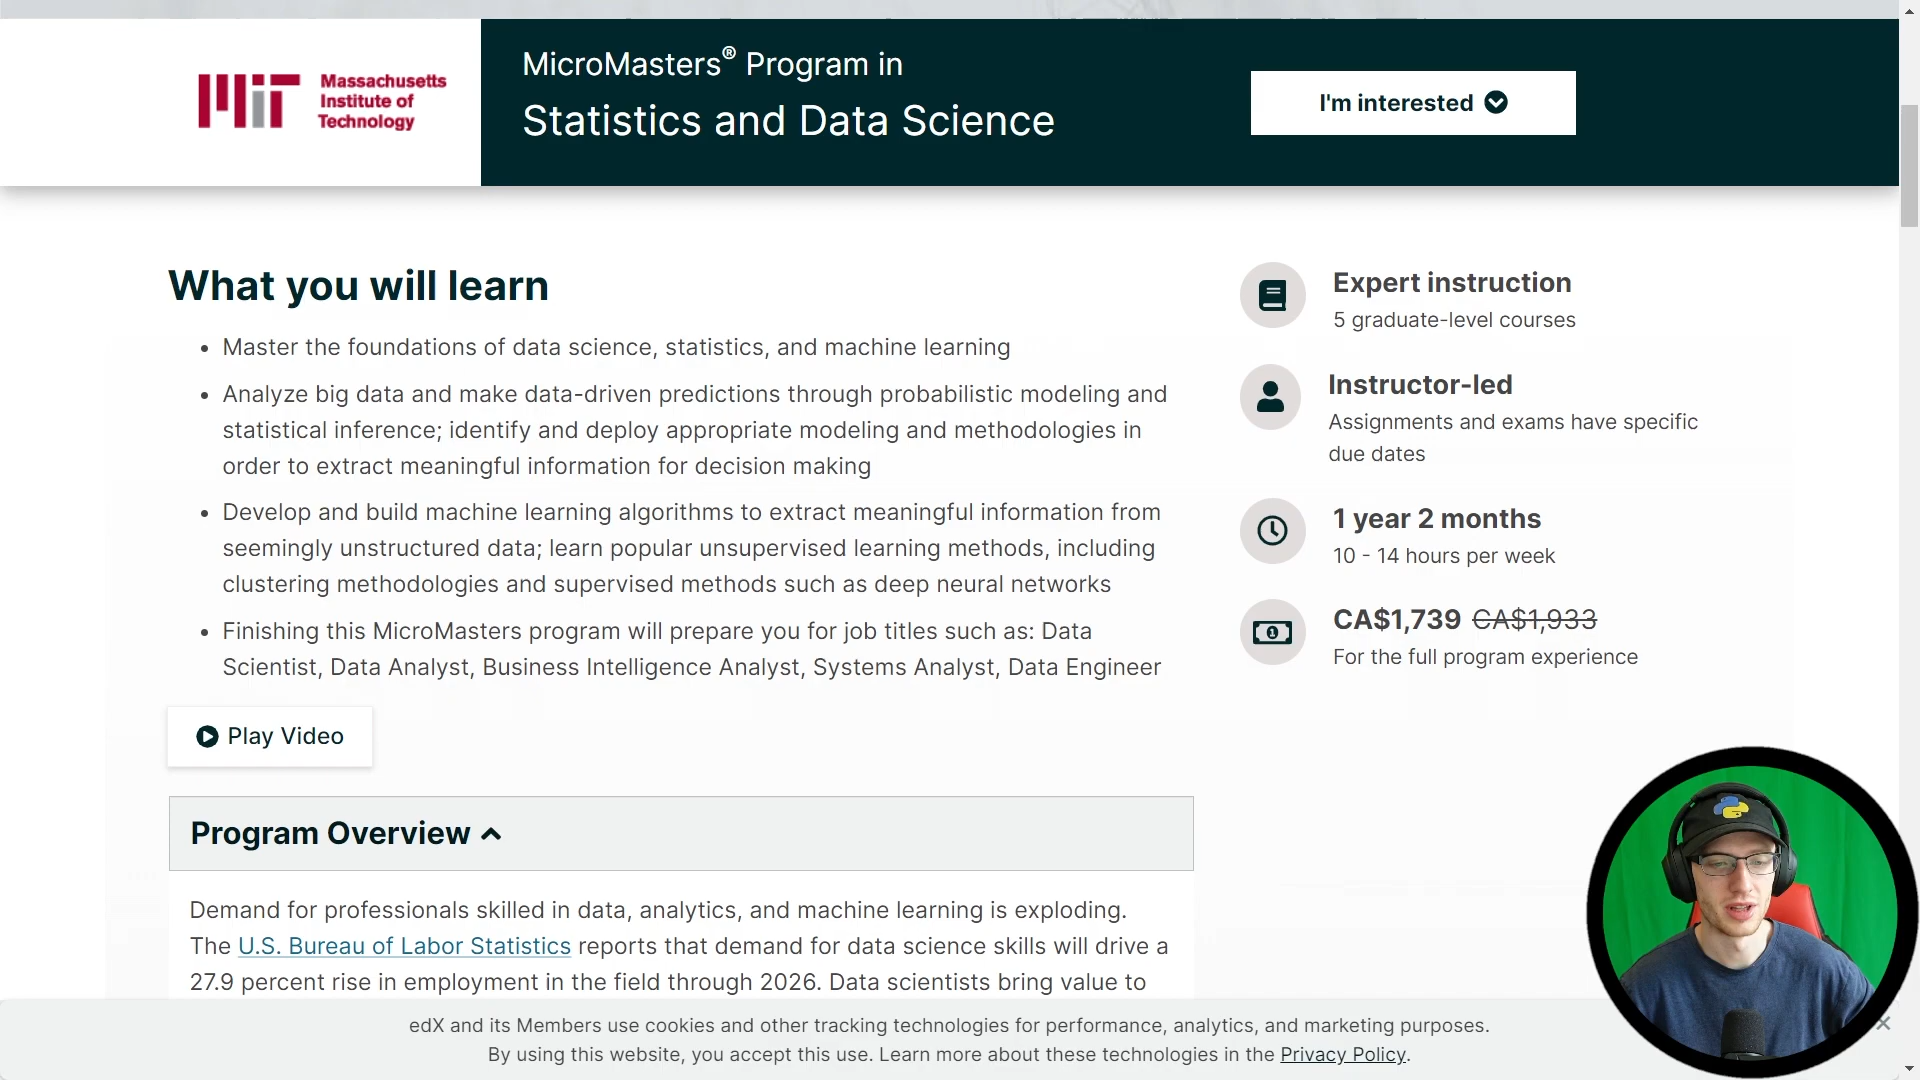 Massachusetts
Institute of
Technology
MicroMasters® Program in
Statistics and Data Science
I'm interested
What you will learn
• Master the foundations of data science, statistics, and machine learning
• Analyze big data and make data-driven predictions through probabilistic modeling and
statistical inference; identify and deploy appropriate modeling and methodologies in
order to extract meaningful information for decision making
• Develop and build machine learning algorithms to extract meaningful information from
seemingly unstructured data; learn popular unsupervised learning methods, including
clustering methodologies and supervised methods such as deep neural networks
• Finishing this MicroMasters program will prepare you for job titles such as: Data
Scientist, Data Analyst, Business Intelligence Analyst, Systems Analyst, Data Engineer
Play Video
Expert instruction
5 graduate-level courses
Instructor-led
Assignments and exams have specific
due dates
1 year 2 months
10 - 14 hours per week
CA$1,739 CA$1,933
For the full program experience
Program Overview
Demand for professionals skilled in data, analytics, and machine learning is exploding.
The U.S. Bureau of Labor Statistics reports that demand for data science skills will drive a
27.9 percent rise in employment in the field through 2026. Data scientists bring value to
edX and its Members use cookies and other tracking technologies for performance, analytics, and marketing purposes.
By using this website, you accept this use. Learn more about these technologies in the Privacy Policy.